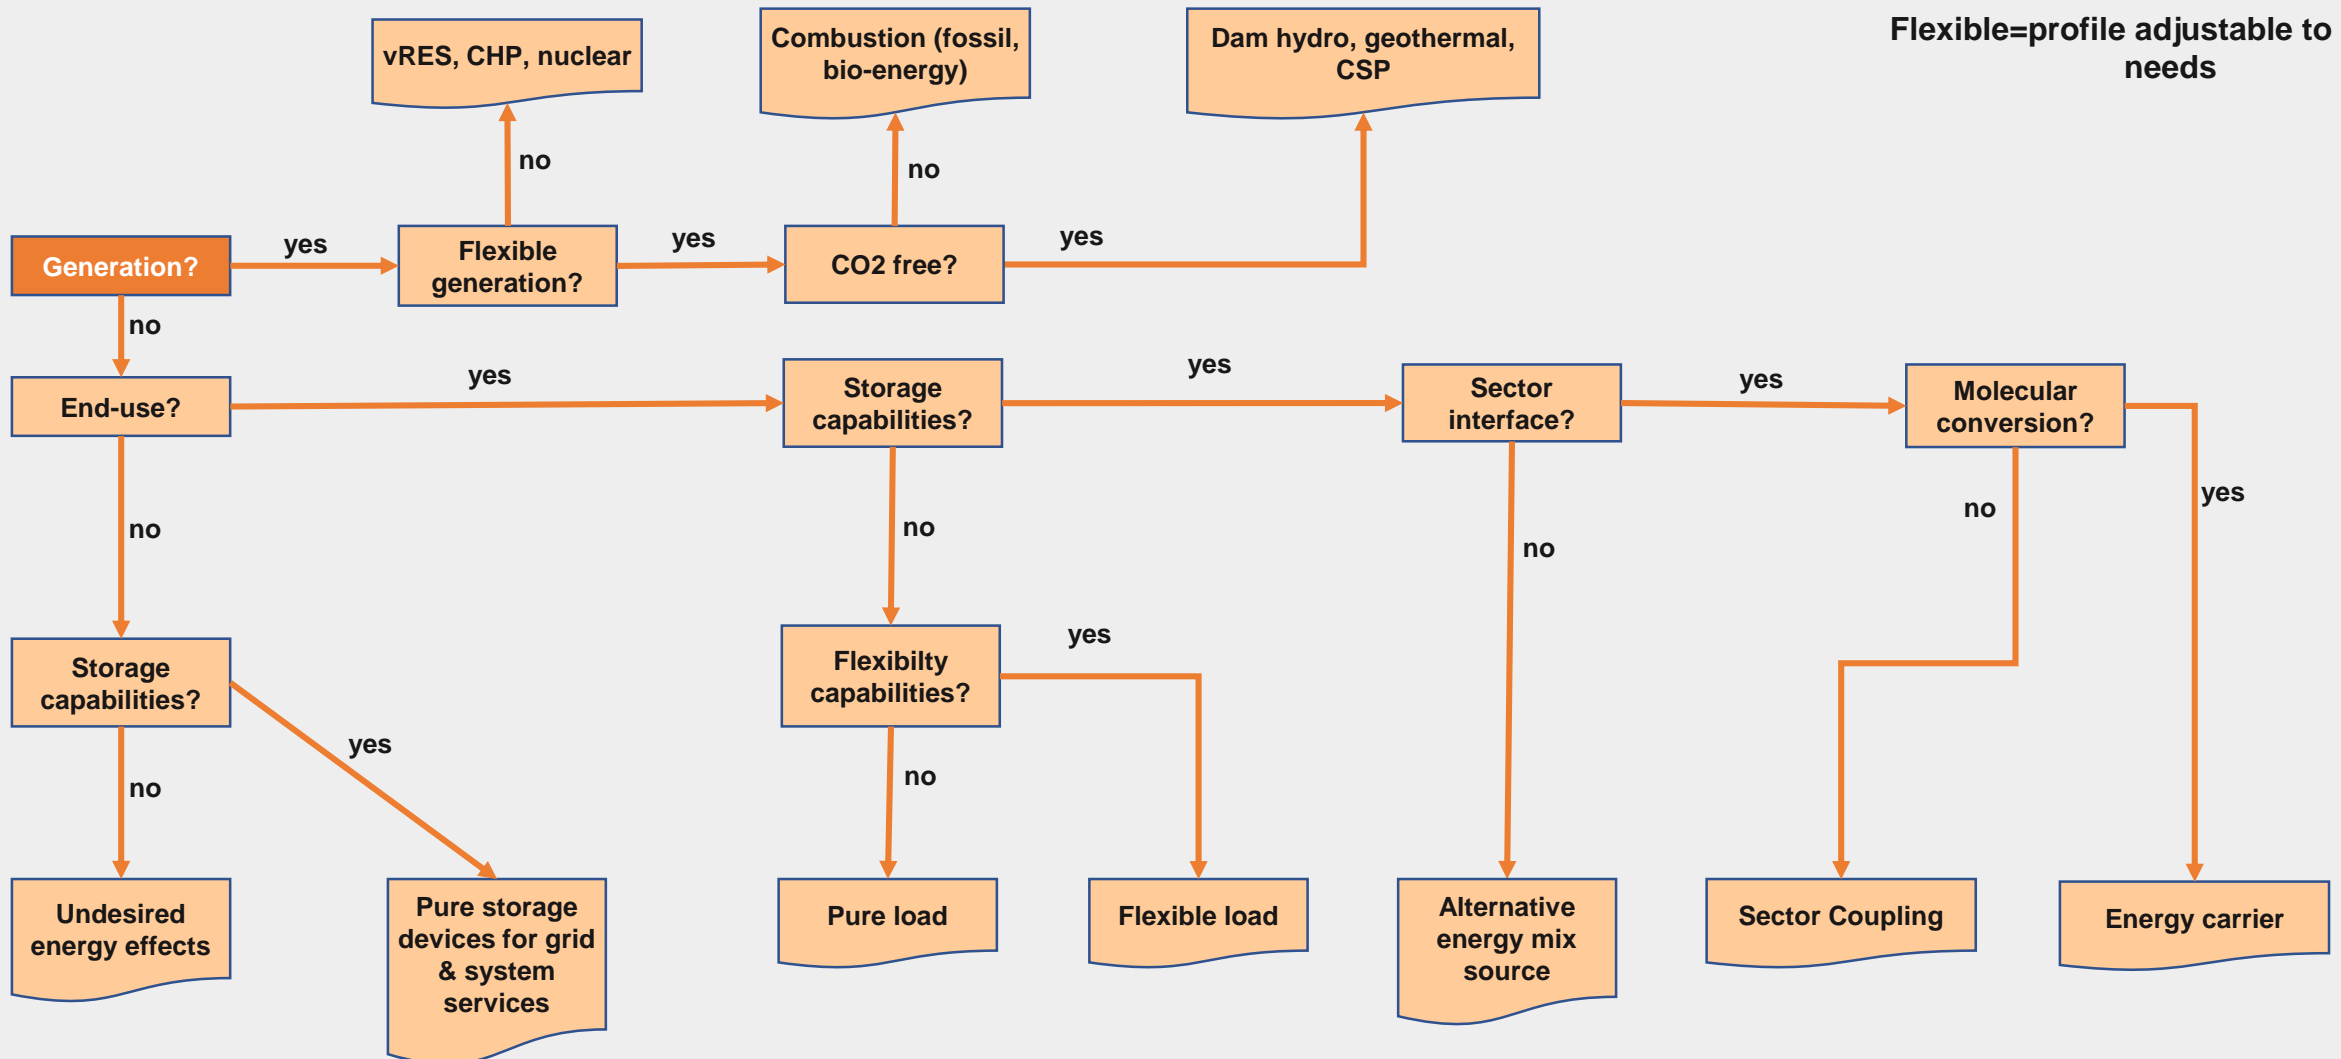 vRES, CHP, nuclear
Combustion (fossil,
bio-energy)
Dam hydro, geothermal,
CSP
Flexible=profile adjustable to
needs
no
no
Generation?
yes
Flexible
generation?
yes
CO2 free?
yes
no
End-use?
yes
Storage
capabilities?
yes
Sector
interface?
yes
Molecular
conversion?
no
no
no
no
yes
Storage
capabilities?
yes
Flexibilty
capabilities?
yes
no
no
Undesired
energy effects
Pure storage
devices for grid
& system
services
Pure load
Flexible load
Alternative
energy mix
source
Sector Coupling
Energy carrier